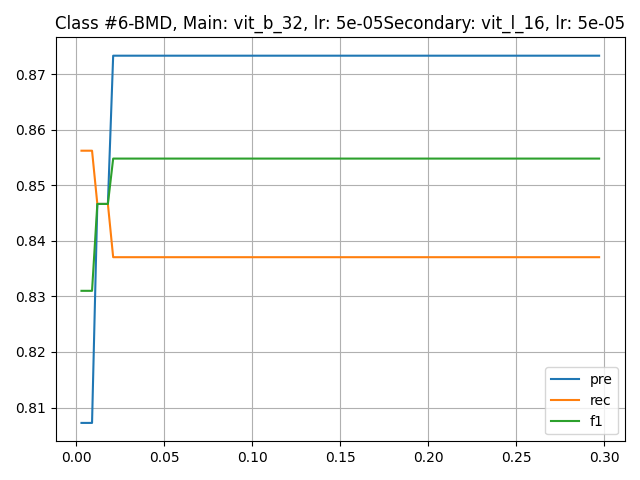 Class #6-BMD, Main: vit_b_32, lr: 5e-05Secondary: vit_l_16, lr: 5e-05
0.87
0.86
0.85
0.84
0.83
0.82
0.81
pre
rec
f1
0.00 0.05 0.10 0.15 0.20 0.25 0.30